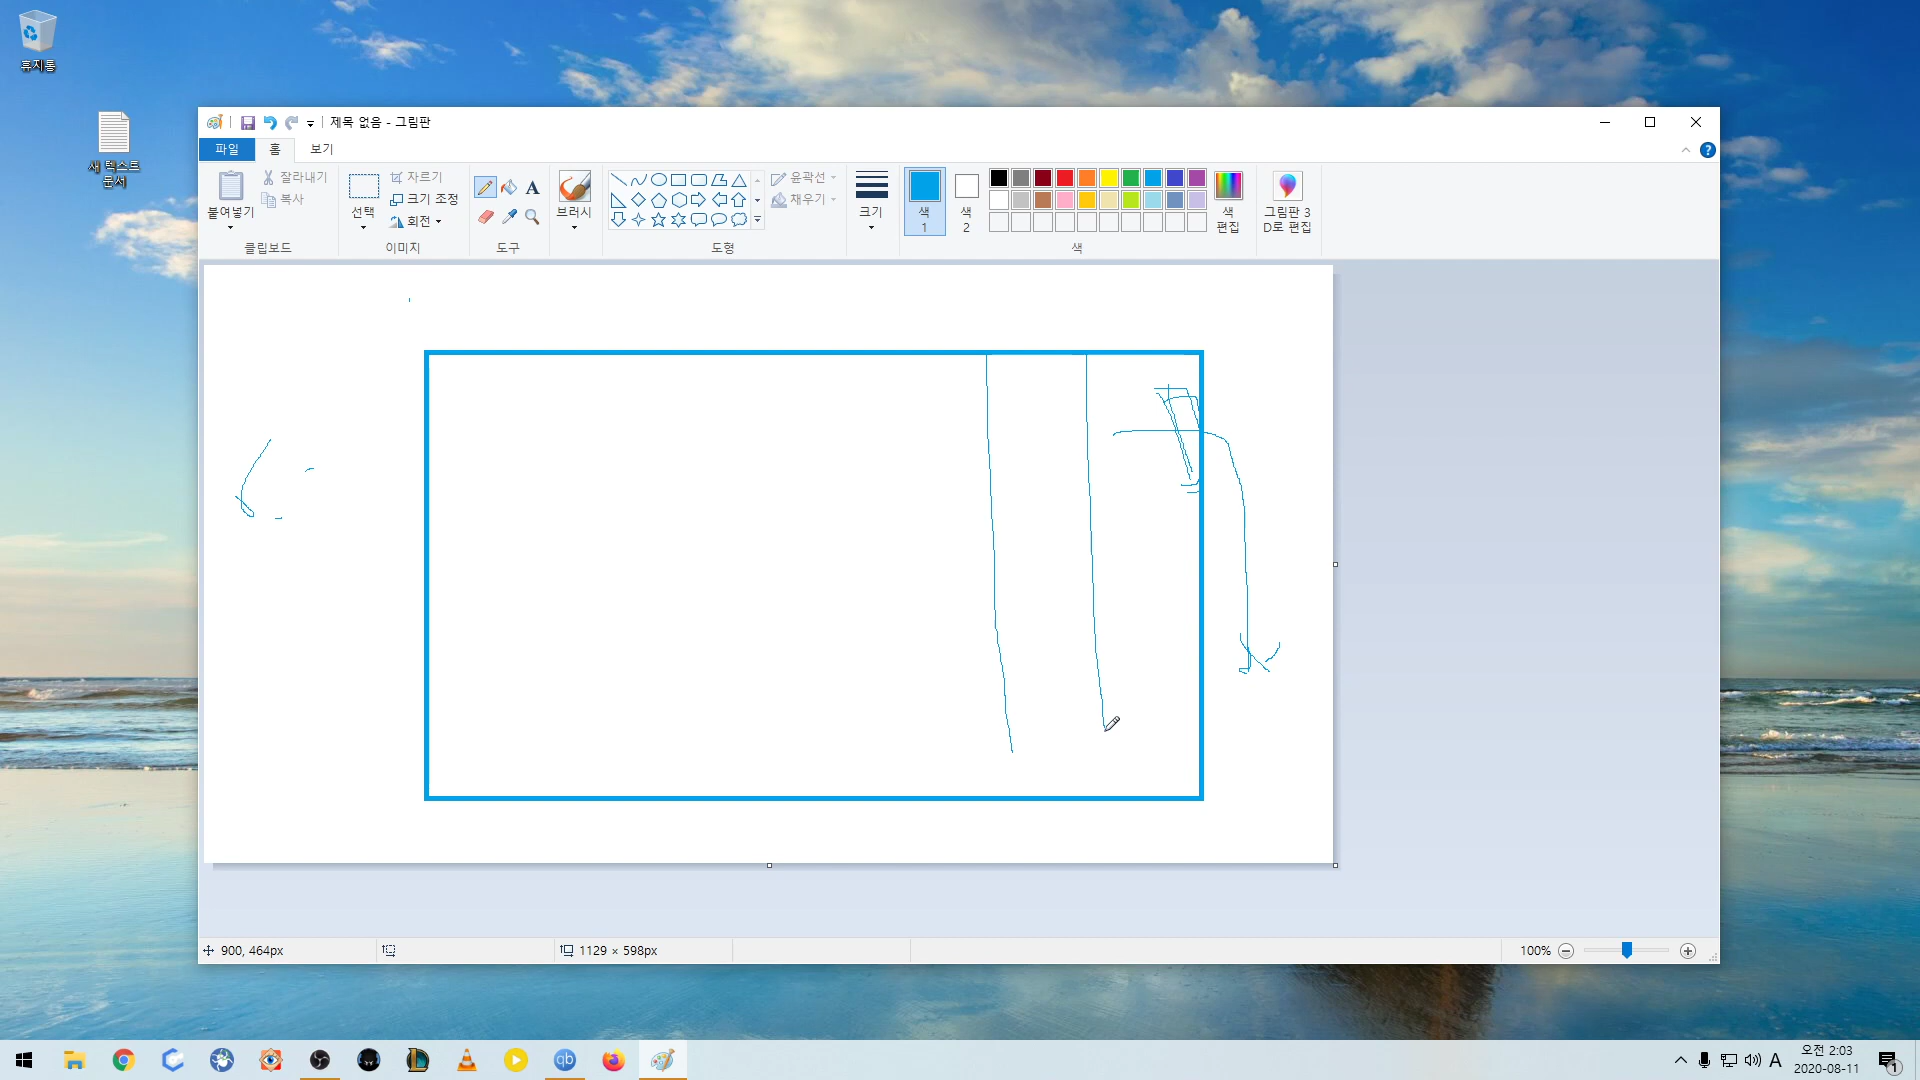 휴지통
새 텍스트
문서
제목 없음 - 그림판
파일
홈
보기
붙여넣기
잘라내기
복사
클립보드
선택
자르기
크기 조정
회전
이미지
A
도구
브러시
윤곽선
채우기
도형
크기
색
1
색
2
색
편집
색
그림판 3
D로 편집
900, 464px
1129 × 598px
100%
qb
A
오전 2:03
2020-08-11
1